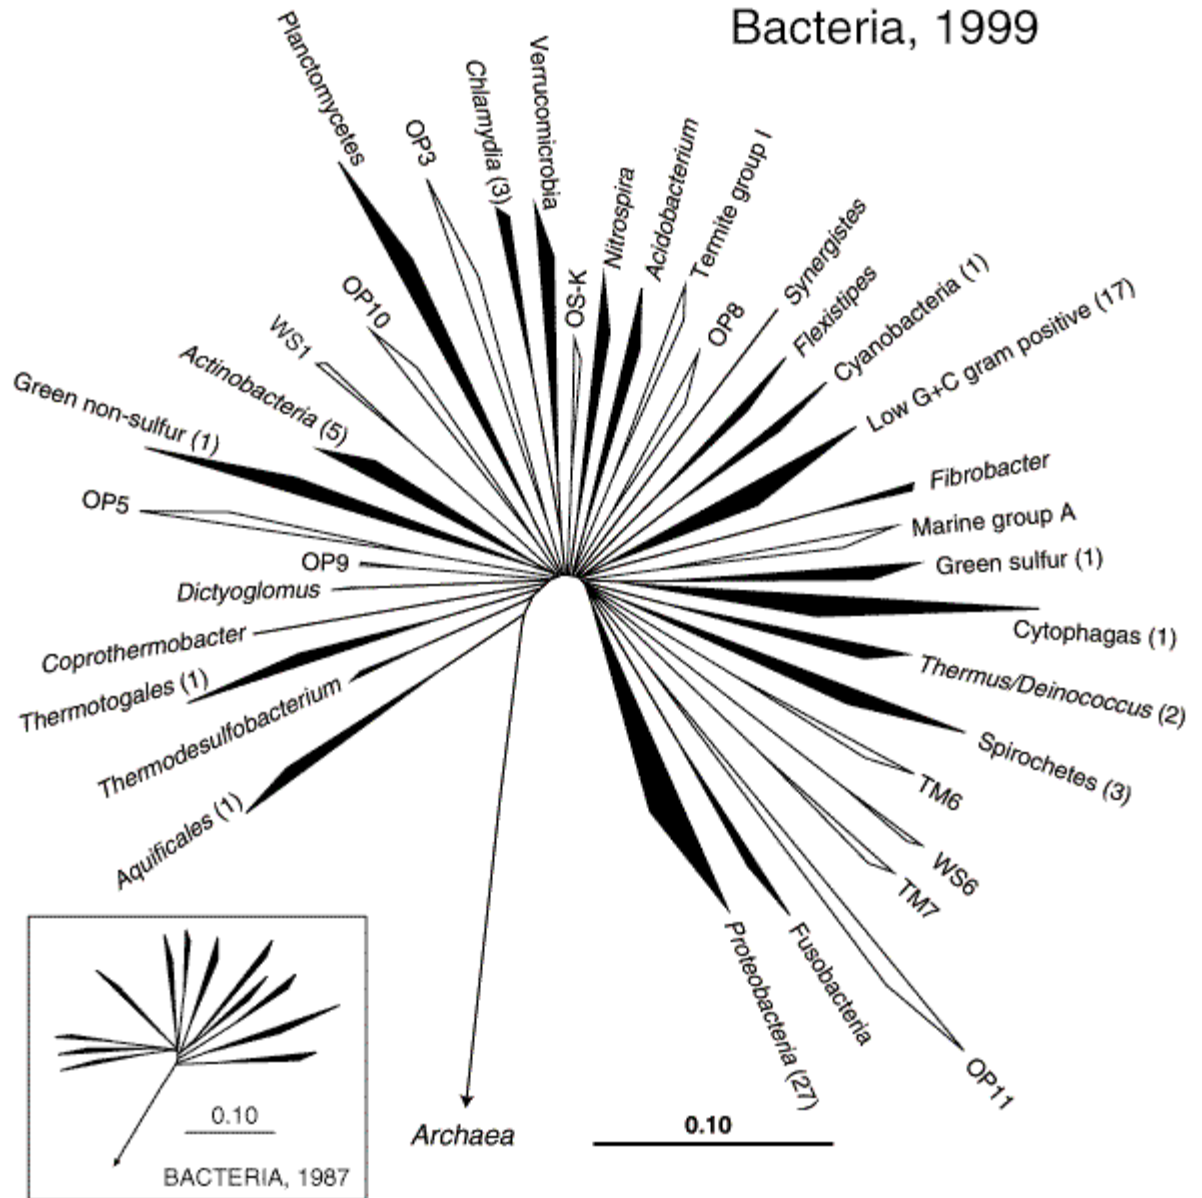 Bacteria, 1999
Planctomycetes
OP3
Chlamydia (3)
Verrucomicrobia
OS-K
Nitrospira
Acidobacterium
Termite group I
OP8
Synergistes
Flexistipes
Cyanobacteria (1)
Low G+C gram positive (17)
Fibrobacter
Marine group A
Green sulfur (1)
Cytophagas (1)
Thermus/Deinococcus (2)
Spirochetes (3)
TM6
WS6
TM7
OP11
Fusobacteria
Proteobacteria (27)
OP10
WS1
Actinobacteria (5)
Green non-sulfur (1)
OP5
OP9
Dictyoglomus
Coprothermobacter
Thermotogales (1)
Thermodesulfobacterium
Aquificales (1)
Archaea
0.10
0.10
BACTERIA, 1987